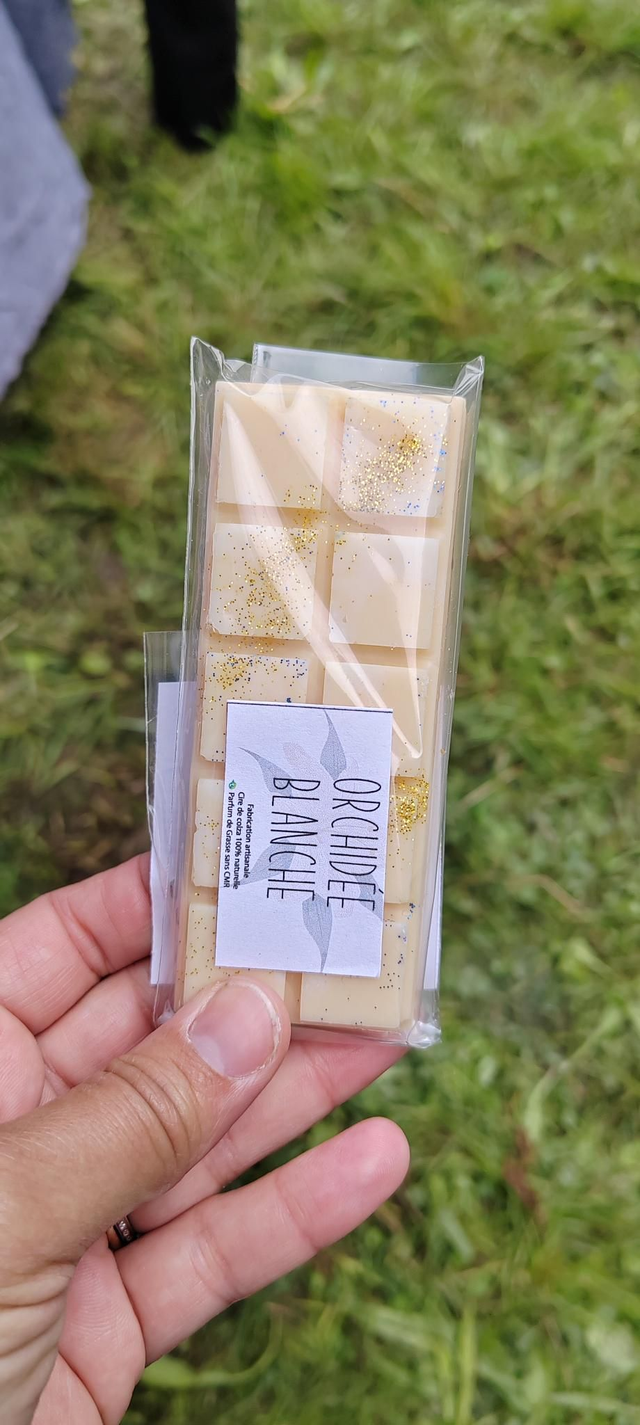 ORCHIDÉE
BLANCHE
Fabrication artisanale
Cire de colza 100% naturelle
Parfum de Grasse sans CMR